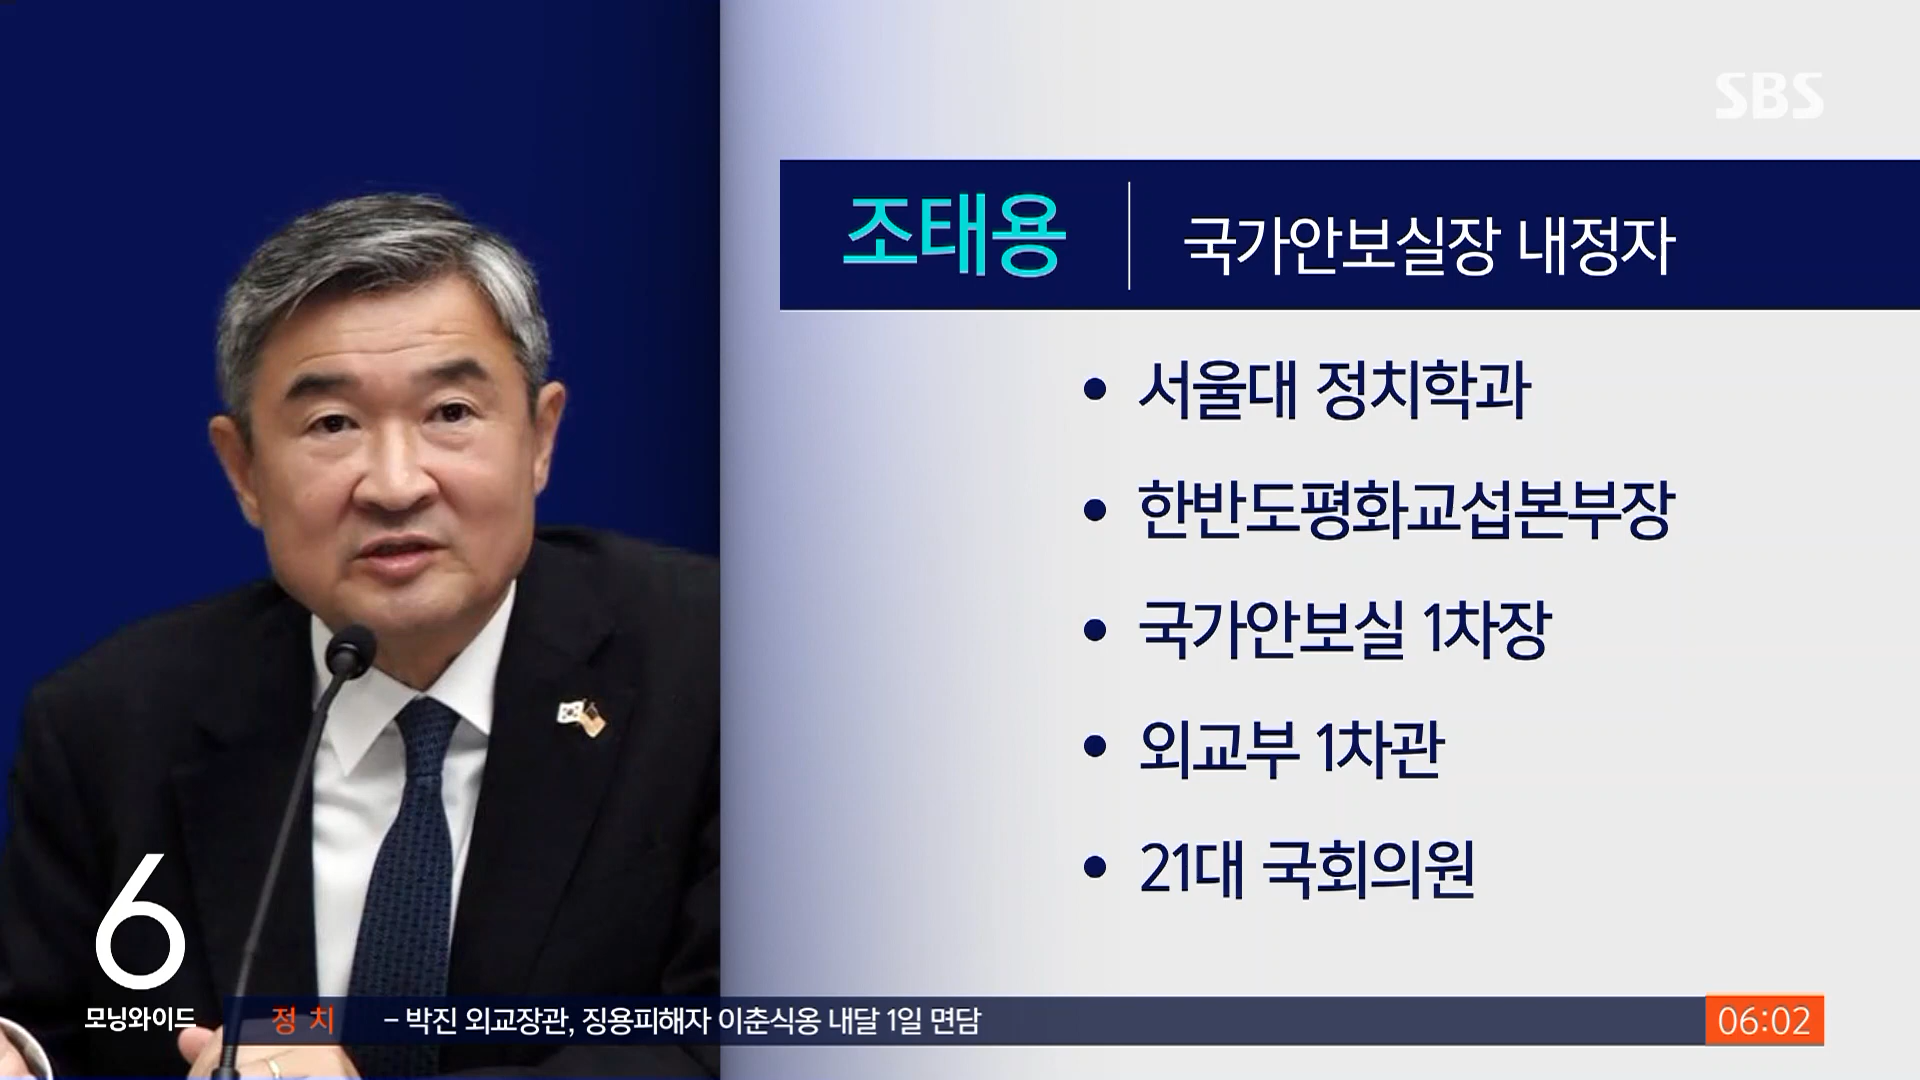 SBS
조태용
국가안보실장 내정자
• 서울대 정치학과
• 한반도평화교섭본부장
• 국가안보실 1차장
• 외교부 1차관
• 21대 국회의원
6
모닝와이드
정 치
– 박진 외교장관, 징용피해자 이춘식옹 내달 1일 면담
06:02